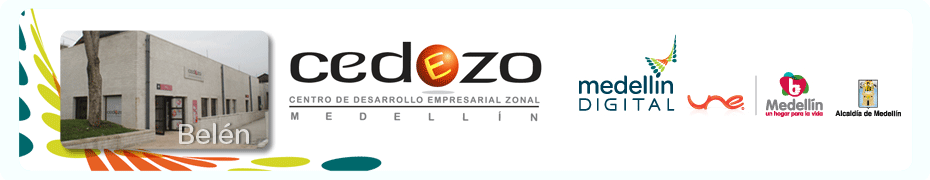 Belén
cedEzo
CENTRO DE DESARROLLO EMPRESARIAL ZONAL
MEDELLÍN
medellín
DIGITAL
une
Medellín
un hogar para la vida
Alcaldía de Medellín